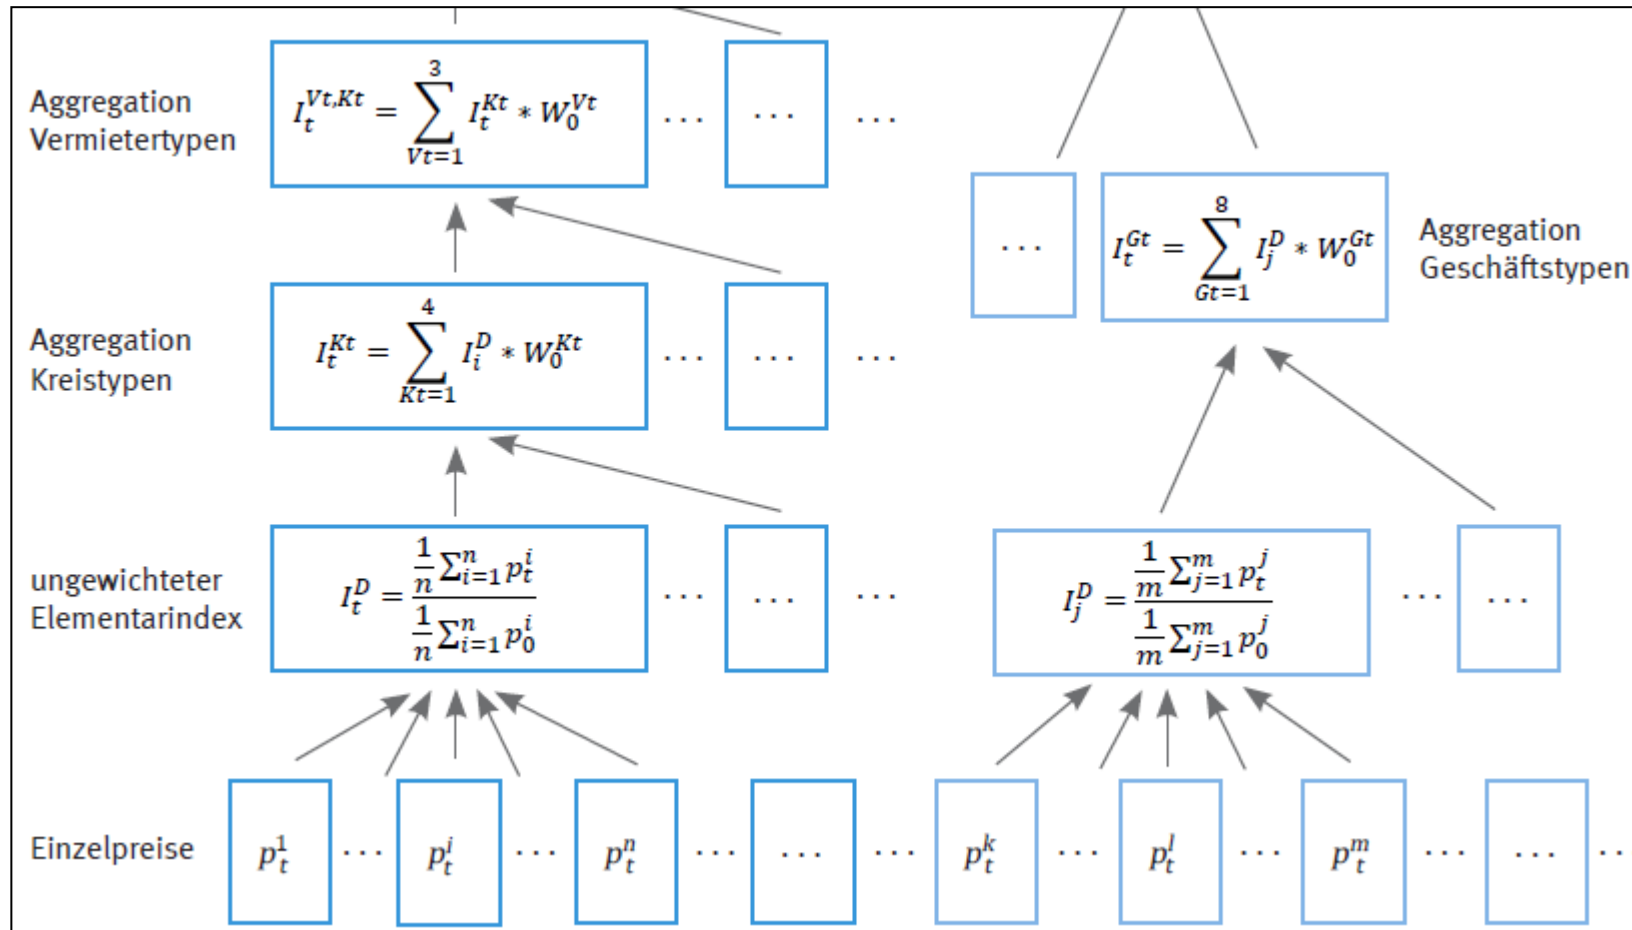 Aggregation
Vermietertypen
I_t^{Vt,Kt} = \sum_{Vt=1}^{3} I_t^{Kt} * W_0^{Vt}
... ... ...
...
I_t^{Gt} = \sum_{Gt=1}^{8} I_j^D * W_0^{Gt}
Aggregation
Geschäftstypen
Aggregation
Kreistypen
I_t^{Kt} = \sum_{Kt=1}^{4} I_i^D * W_0^{Kt}
... ... ...
ungewichteter
Elementarindex
I_t^D = \frac{\frac{1}{n} \sum_{i=1}^{n} p_t^i}{\frac{1}{n} \sum_{i=1}^{n} p_0^i}
... ... ...
I_j^D = \frac{\frac{1}{m} \sum_{j=1}^{m} p_t^j}{\frac{1}{m} \sum_{j=1}^{m} p_0^j}
... ...
Einzelpreise
p_t^1 ... p_t^i ... p_t^n ... ... ... p_t^k ... p_t^l ... p_t^m ... ... ..